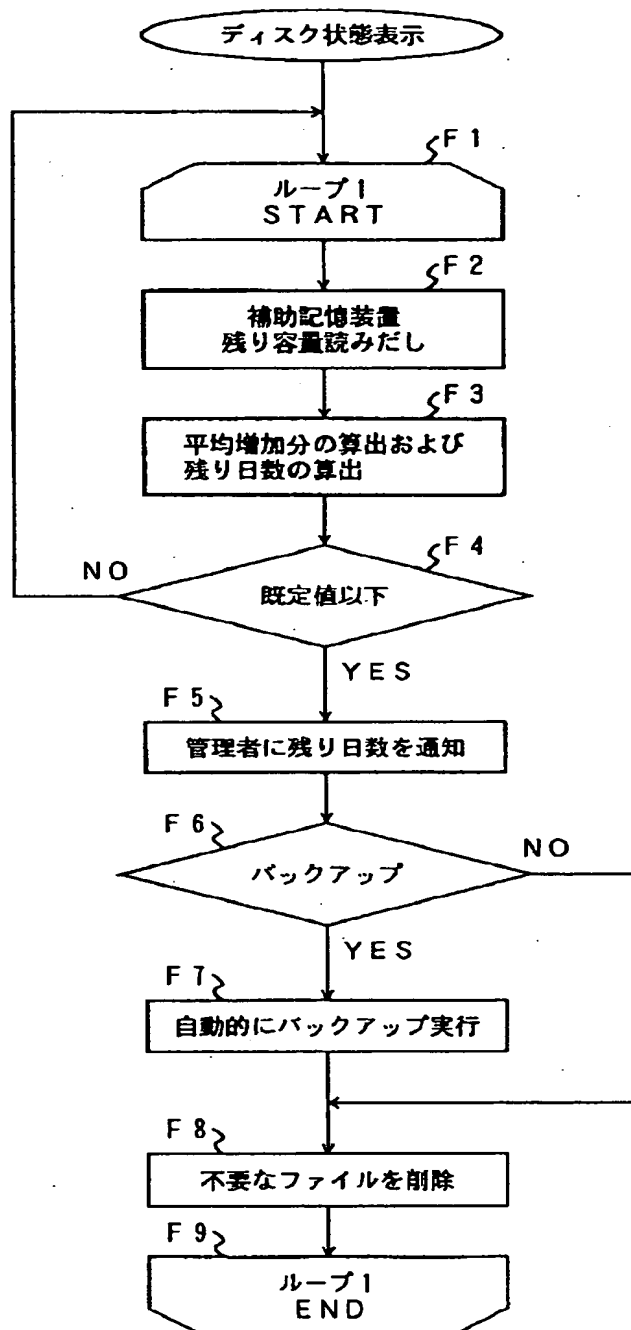 ディスク状態表示
F1
ループ1
START
F2
補助記憶装置
残り容量読みだし
F3
平均増加分の算出および
残り日数の算出
F4
NO
既定値以下
YES
F5
管理者に残り日数を通知
F6
NO
バックアップ
YES
F7
自動的にバックアップ実行
F8
不要なファイルを削除
F9
ループ1
END